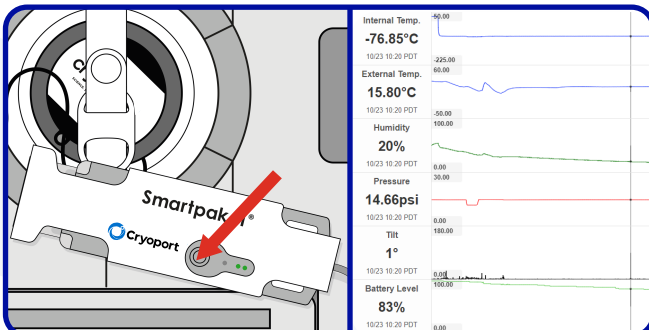 Smartpak
®
Cryoport
Internal Temp.
-76.85°C
10/23 10:20 PDT
50.00
-225.00
External Temp.
15.80°C
10/23 10:20 PDT
60.00
-50.00
Humidity
20%
10/23 10:20 PDT
100.00
0.00
Pressure
14.66psi
10/23 10:20 PDT
30.00
0.00
Tilt
1°
10/23 10:20 PDT
180.00
0.00
Battery Level
83%
10/23 10:20 PDT
100.00
0.00